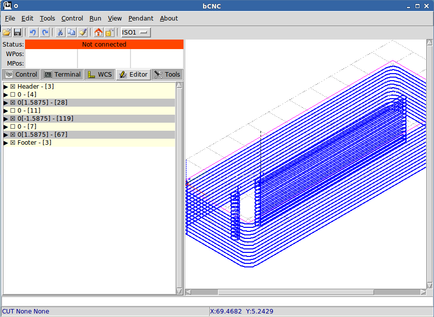 bCNC
File Edit Tools Control Run View Pendant About
ISO1
Status: Not connected
WPos:
MPos:
Control Terminal WCS Editor Tools
Header - [3]
0 - [4]
0[1.5875] - [28]
0 - [11]
0[-1.5875] - [119]
0 - [7]
0[1.5875] - [67]
Footer - [3]
CUT None None X:69.4682 Y:5.2429